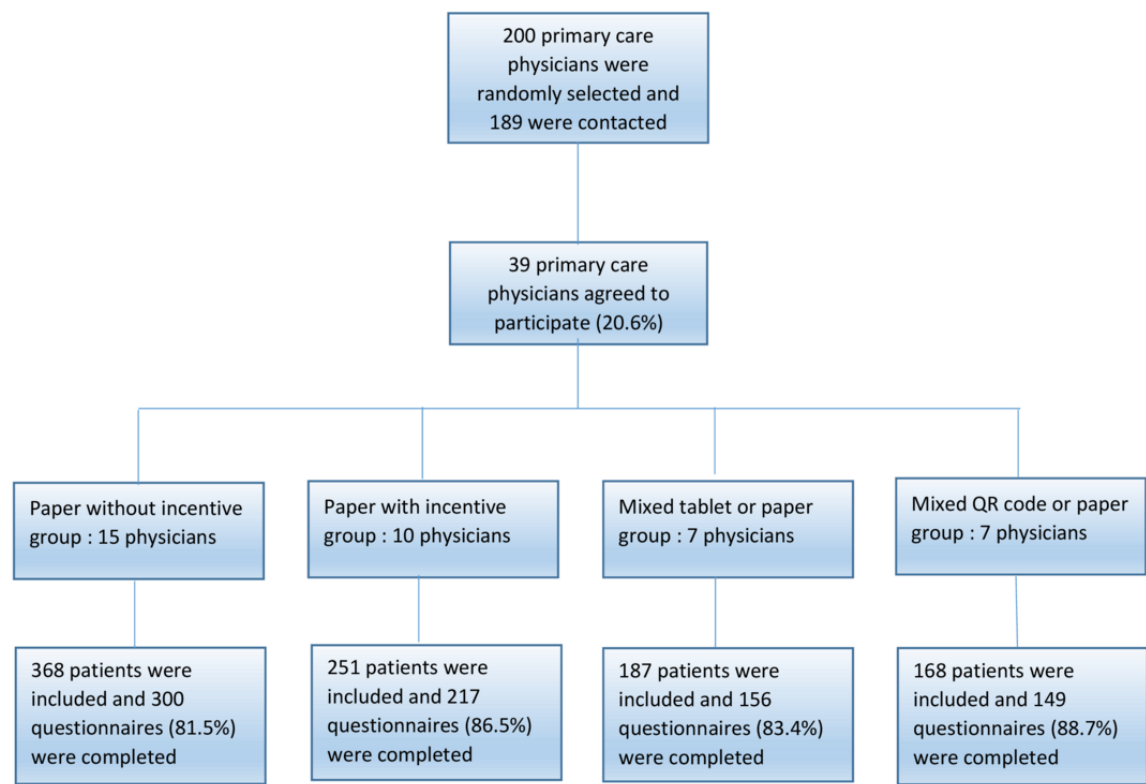 200 primary care
physicians were
randomly selected and
189 were contacted
39 primary care
physicians agreed to
participate (20.6%)
Paper without incentive
group : 15 physicians
Paper with incentive
group : 10 physicians
Mixed tablet or paper
group : 7 physicians
Mixed QR code or paper
group : 7 physicians
368 patients were
included and 300
questionnaires (81.5%)
were completed
251 patients were
included and 217
questionnaires (86.5%)
were completed
187 patients were
included and 156
questionnaires (83.4%)
were completed
168 patients were
included and 149
questionnaires (88.7%)
were completed